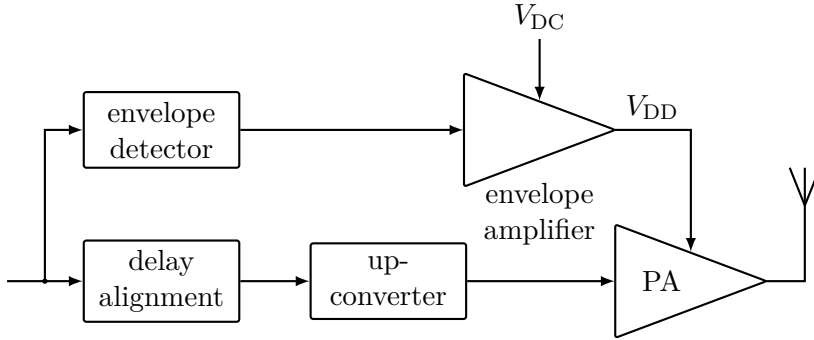 V_DC
envelope
detector
V_DD
envelope
amplifier
delay
alignment
up-
converter
PA